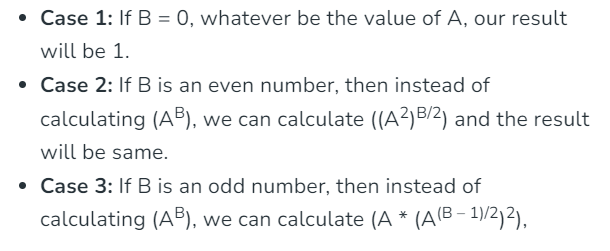 • Case 1: If B = 0, whatever be the value of A, our result
will be 1.
• Case 2: If B is an even number, then instead of
calculating (A^B), we can calculate ((A^2)^B/2) and the result
will be same.
• Case 3: If B is an odd number, then instead of
calculating (A^B), we can calculate (A * (A^(B – 1)/2)^2),